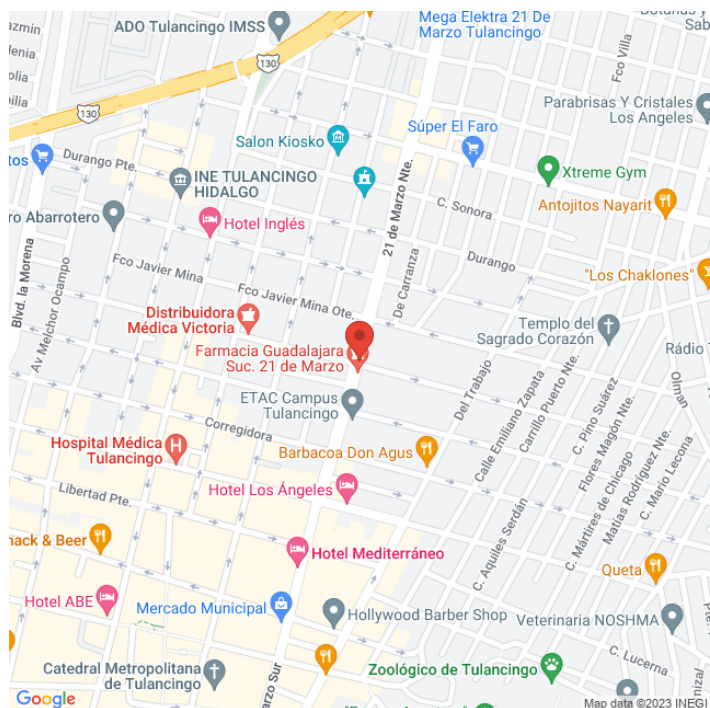 ADO Tulancingo IMSS
130
Mega Elektra 21 De
Marzo Tulancingo
Fco Villa
130
Parabrisas Y Cristales
Los Angeles
Súper El Faro
Salon Kiosko
Durango Pte.
INE TULANCINGO
HIDALGO
Xtreme Gym
Antojitos Nayarit
C. Sonora
Hotel Inglés
21 de Marzo Nte.
Durango
Blvd. la Morena
Av Melchor Ocampo
Fco Javier Mina
"Los Chaklones"
De Carranza
Fco Javier Mina Ote.
Distribuidora
Médica Victoria
Templo del
Sagrado Corazón
Farmacia Guadalajara
Suc. 21 de Marzo
Del Trabajo
Calle Emiliano Zapata
Carrillo Puerto Nte.
C. Pino Suárez
Flores Magón Nte.
Olman
ETAC Campus
Tulancingo
Corregidora
Hospital Médica
Tulancingo
Barbacoa Don Agus
C. Mártires de Chicago
Matías Rodríguez Nte.
C. Mario Lecona
Libertad Pte.
Hotel Los Ángeles
C. Aquiles Serdán
Hotel Mediterráneo
Queta
Hotel ABE
Mercado Municipal
Hollywood Barber Shop
Veterinaria NOSHMA
C. Lucerna
Catedral Metropolitana
de Tulancingo
Zoológico de Tulancingo
Google
Map data ©2023 INEGI